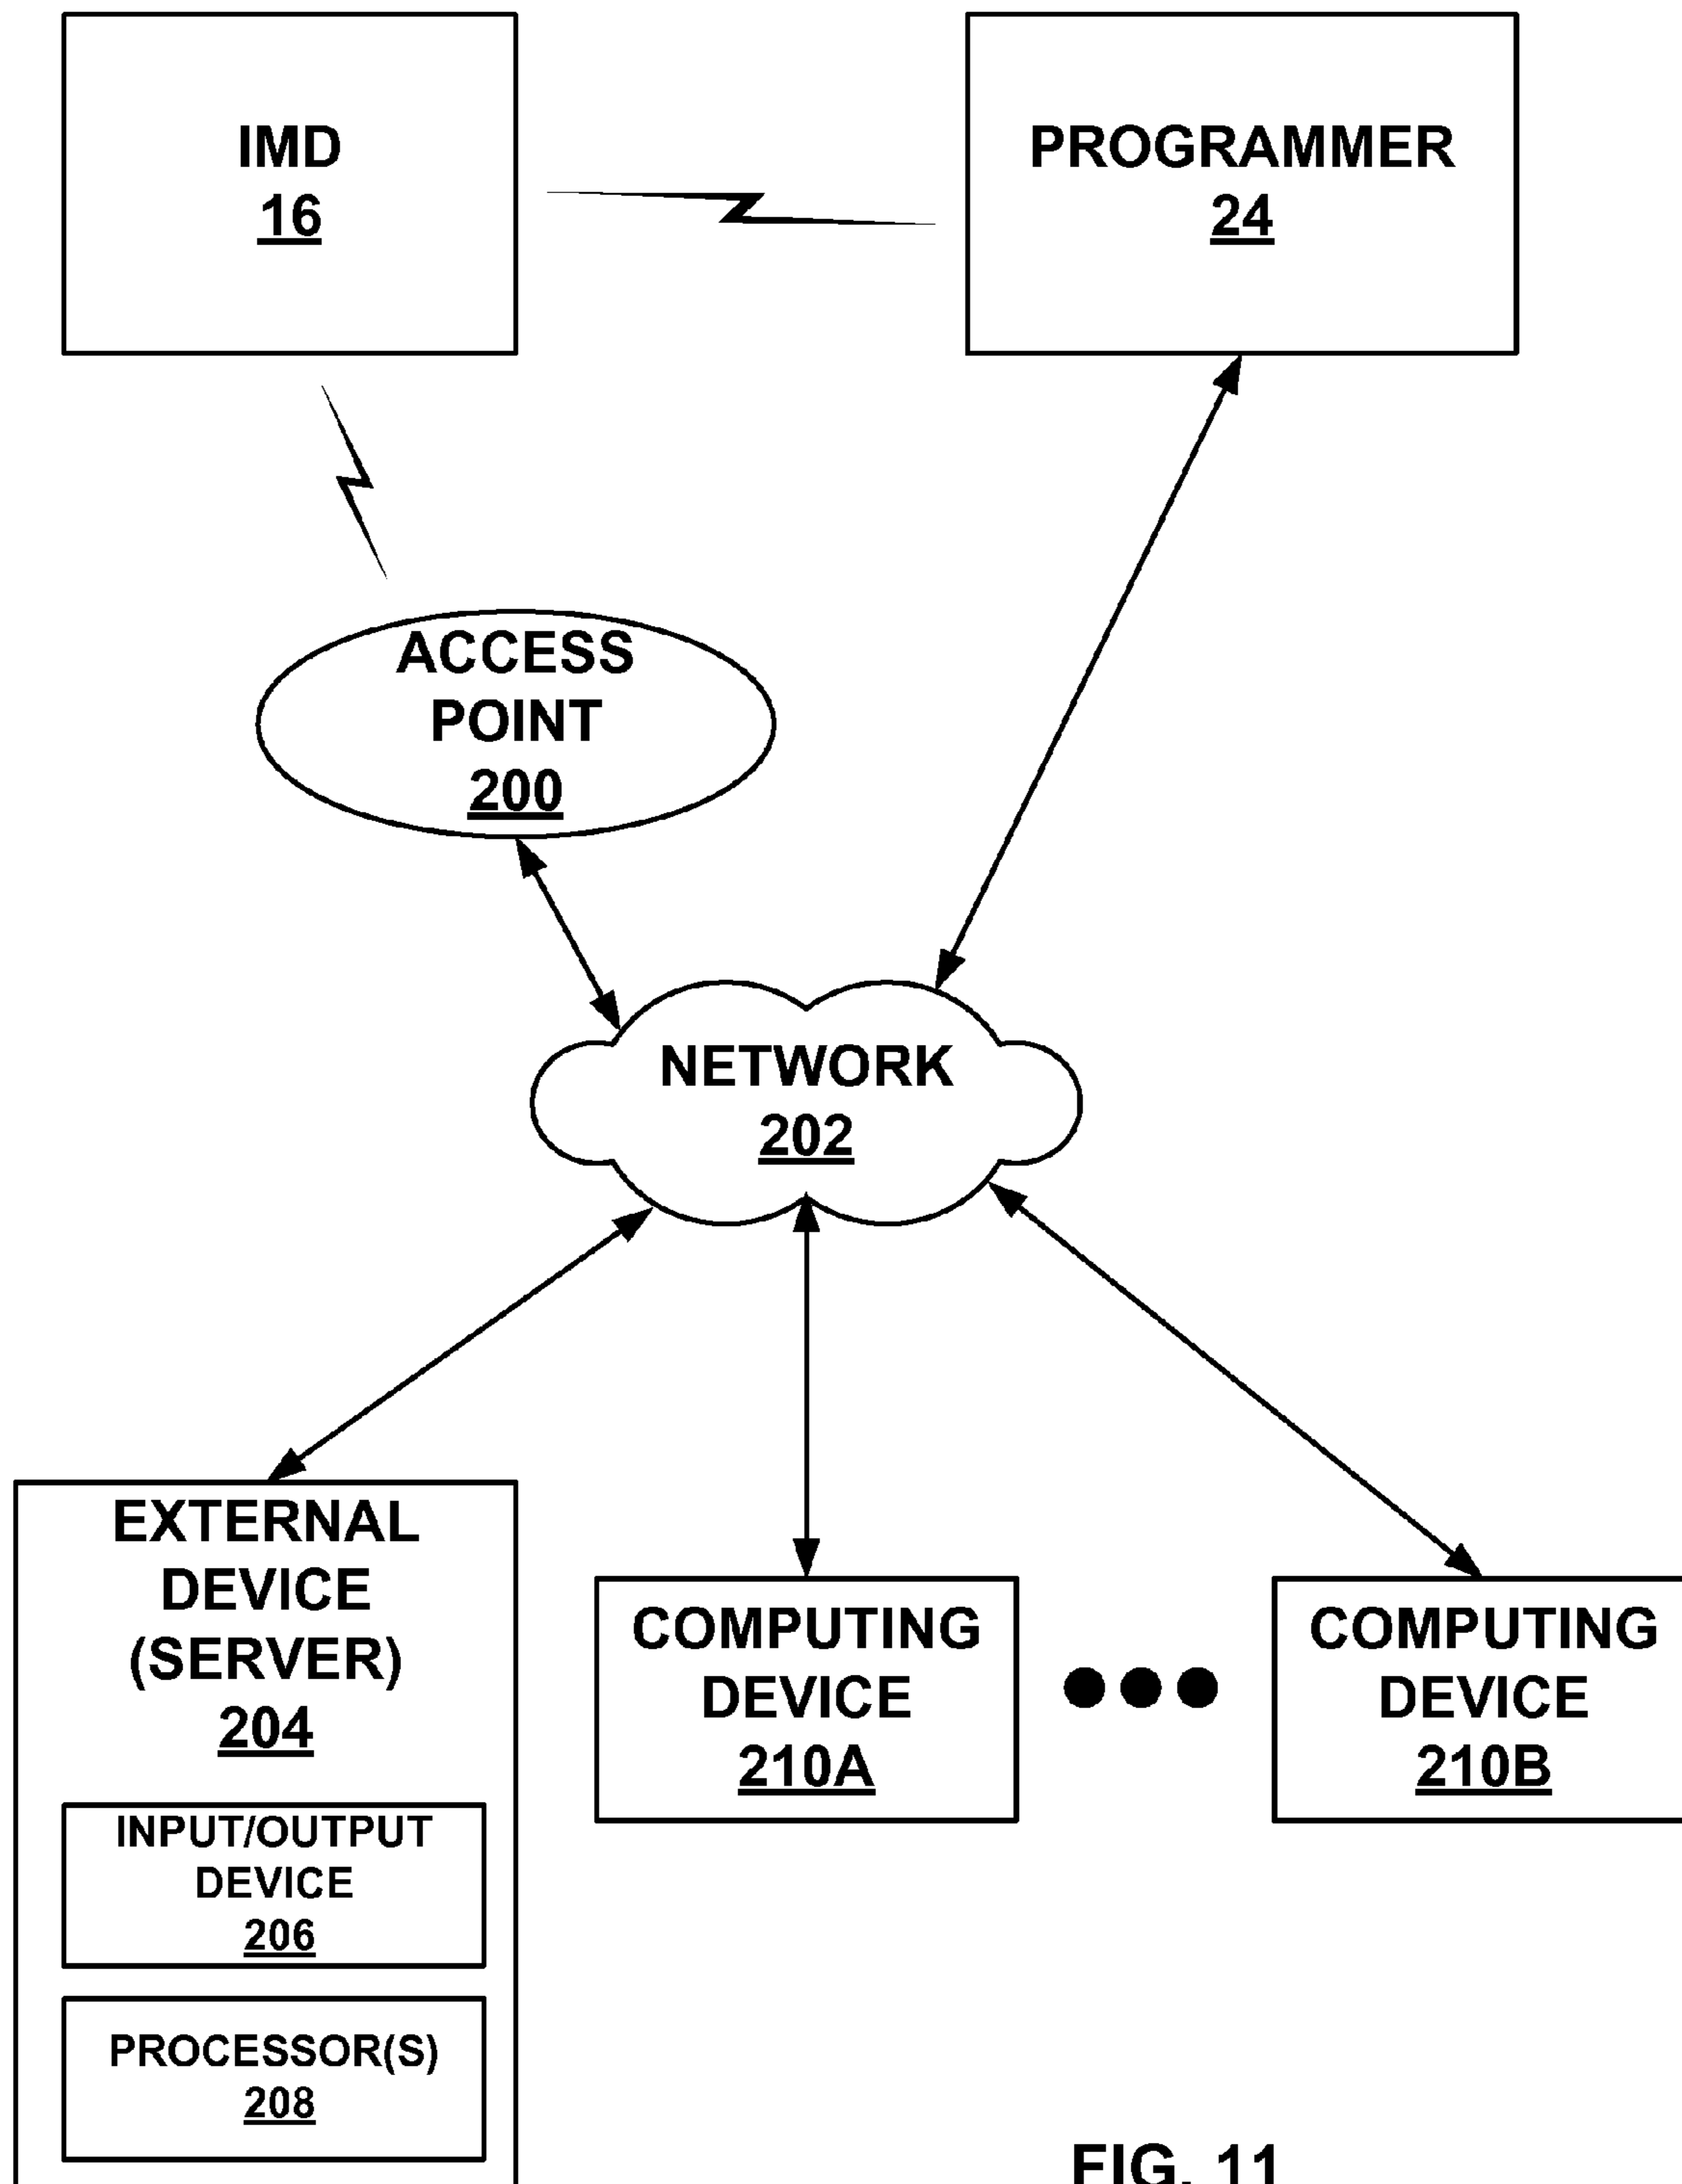 IMD
16
PROGRAMMER
24
ACCESS
POINT
200
NETWORK
202
EXTERNAL
DEVICE
(SERVER)
204
INPUT/OUTPUT
DEVICE
206
PROCESSOR(S)
208
COMPUTING
DEVICE
210A
COMPUTING
DEVICE
210B
FIG. 11